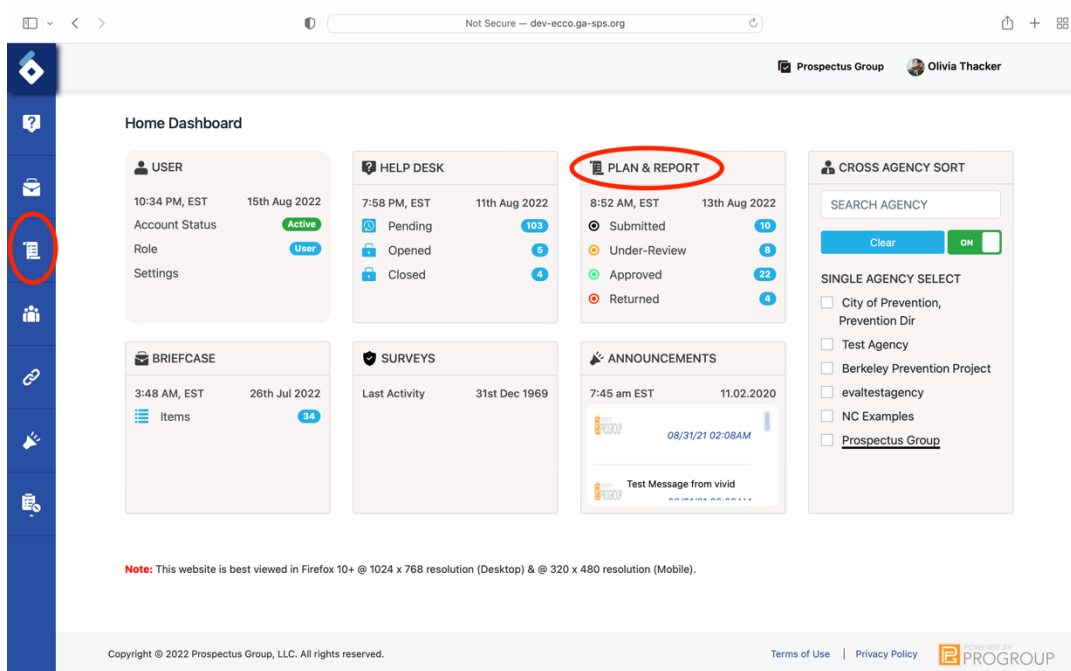 Not Secure — dev-ecco.ga-sps.org
Prospectus Group
Olivia Thacker
Home Dashboard
USER
10:34 PM, EST 15th Aug 2022
Account Status Active
Role User
Settings
HELP DESK
7:58 PM, EST 11th Aug 2022
Pending 103
Opened 5
Closed 4
PLAN & REPORT
8:52 AM, EST 13th Aug 2022
Submitted 10
Under-Review 8
Approved 22
Returned 4
CROSS AGENCY SORT
SEARCH AGENCY
Clear ON
SINGLE AGENCY SELECT
City of Prevention,
Prevention Dir
Test Agency
Berkeley Prevention Project
evaltestagency
NC Examples
Prospectus Group
BRIEFCASE
3:48 AM, EST 26th Jul 2022
Items 34
SURVEYS
Last Activity 31st Dec 1969
ANNOUNCEMENTS
7:45 am EST 11.02.2020
PROGROUP
08/31/21 02:08AM
Test Message from vivid
PROGROUP
Note: This website is best viewed in Firefox 10+ @ 1024 x 768 resolution (Desktop) & @ 320 x 480 resolution (Mobile).
Copyright © 2022 Prospectus Group, LLC. All rights reserved.
Terms of Use | Privacy Policy
POWERED BY
PROGROUP